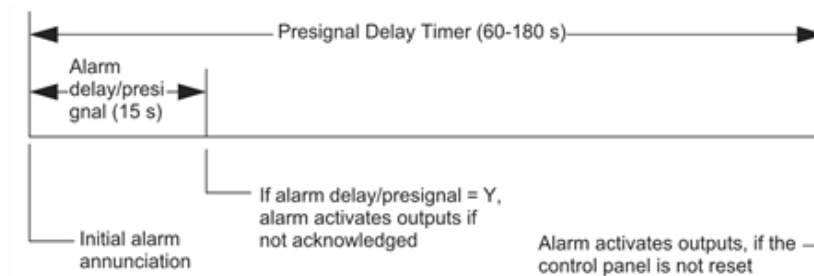 Presignal Delay Timer (60-180 s)
Alarm
delay/presi
gnal (15 s)
If alarm delay/presignal = Y,
alarm activates outputs if
not acknowledged
Initial alarm
annunciation
Alarm activates outputs, if the
control panel is not reset